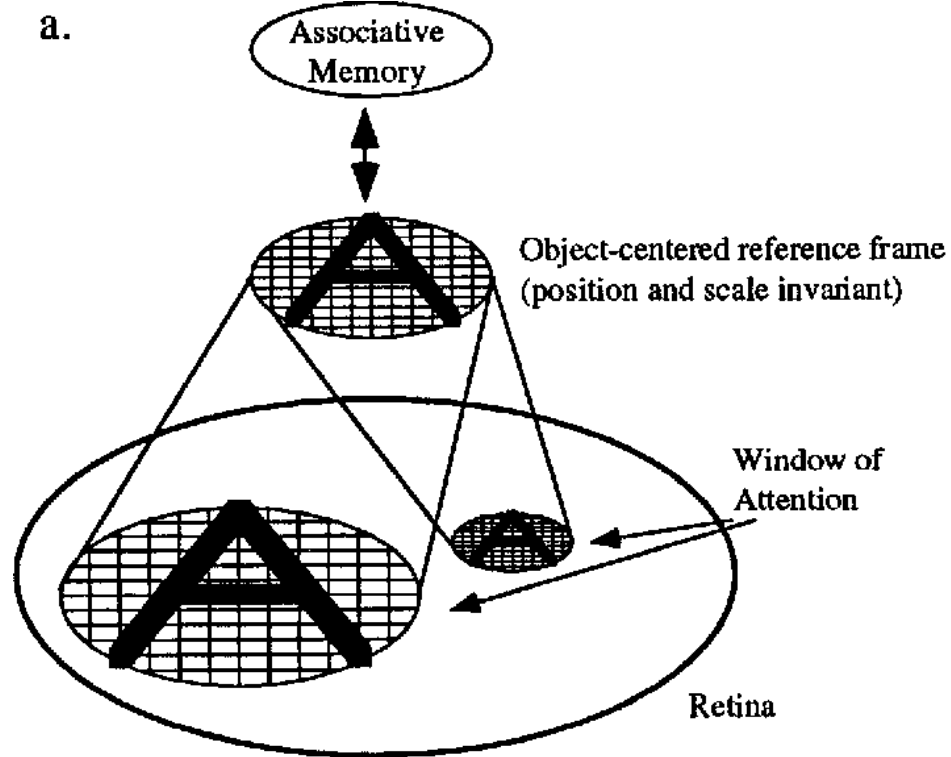 a.
Associative
Memory
Object-centered reference frame
(position and scale invariant)
A
Window of
Attention
A
A
Retina